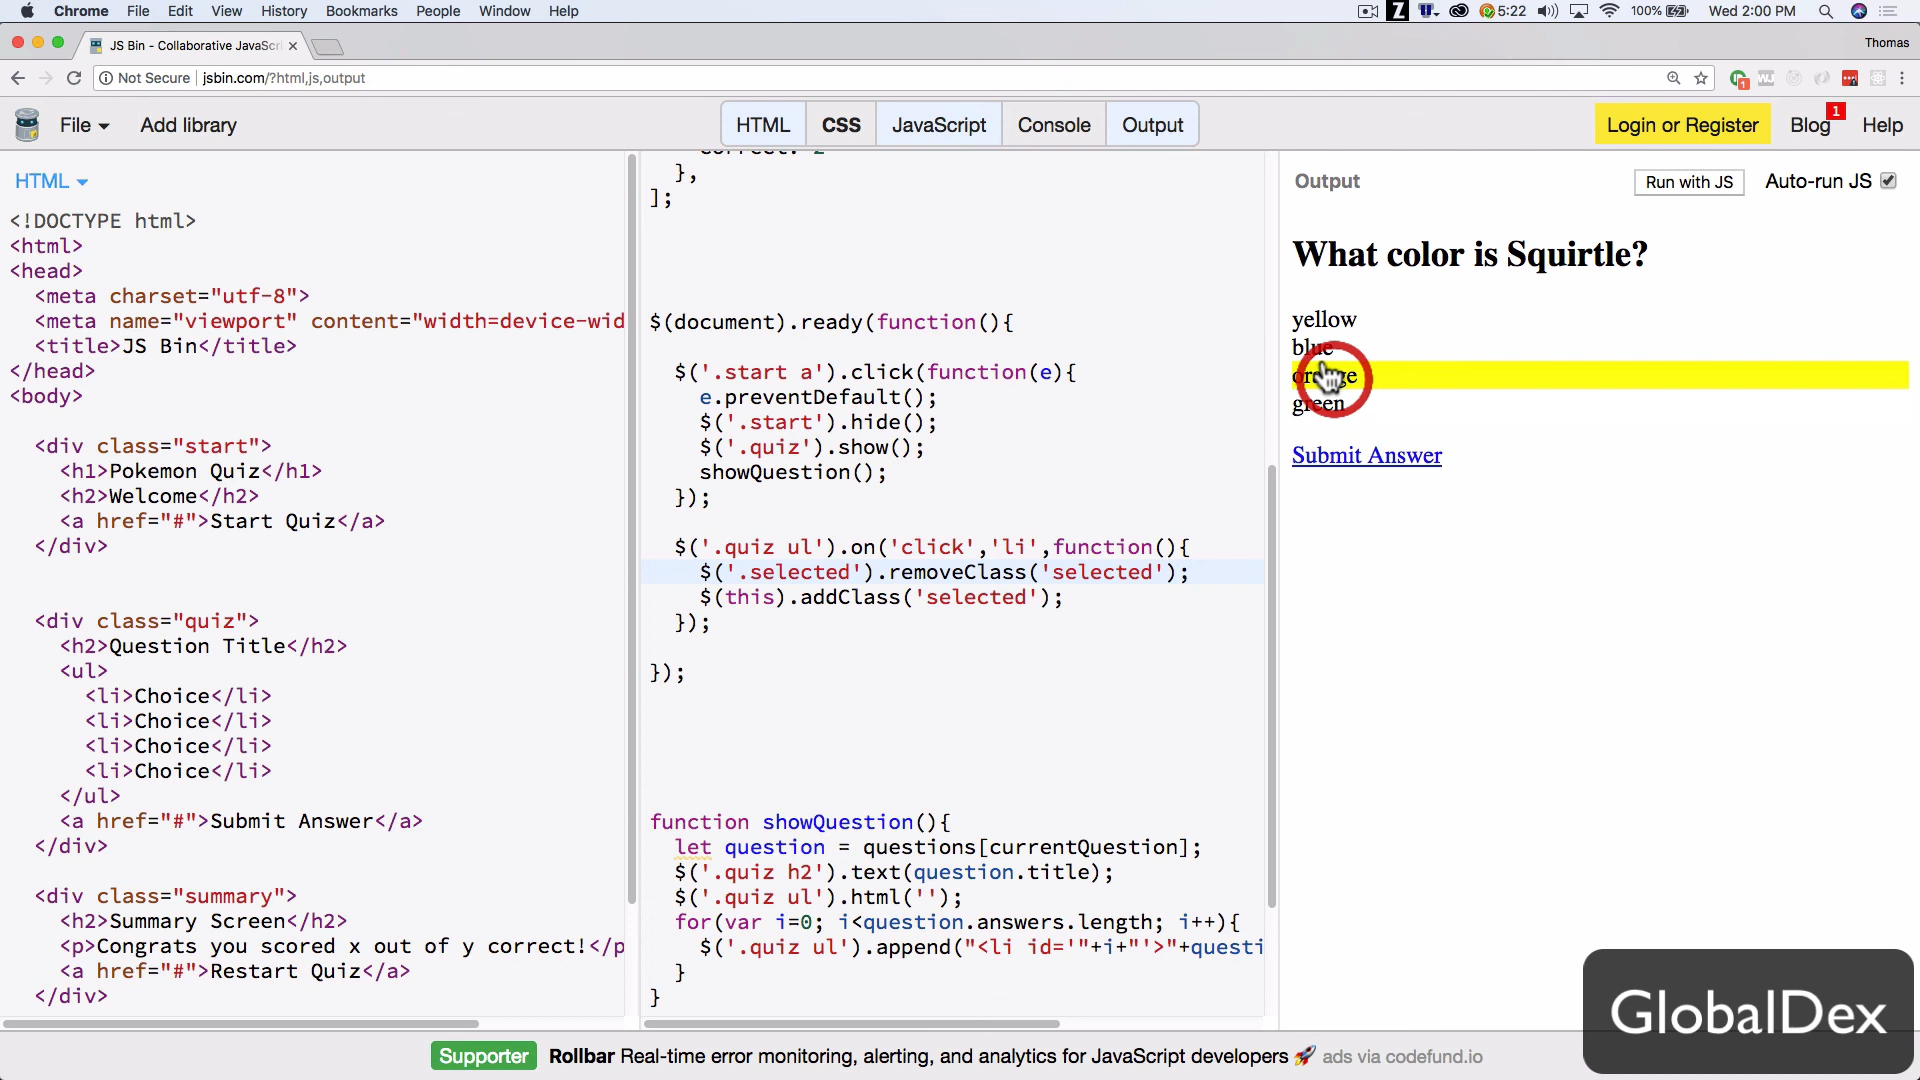 Chrome File Edit View History Bookmarks People Window Help
5:22 100% Wed 2:00 PM
JS Bin - Collaborative JavaScri
Thomas
Not Secure jsbin.com/?html,js,output
File Add library
HTML CSS JavaScript Console Output
Login or Register Blog 1 Help
HTML
<!DOCTYPE html>
<html>
<head>
<meta charset="utf-8">
<meta name="viewport" content="width=device-wid
<title>JS Bin</title>
</head>
<body>
<div class="start">
<h1>Pokemon Quiz</h1>
<h2>Welcome</h2>
<a href="#">Start Quiz</a>
</div>
<div class="quiz">
<h2>Question Title</h2>
<ul>
<li>Choice</li>
<li>Choice</li>
<li>Choice</li>
<li>Choice</li>
</ul>
<a href="#">Submit Answer</a>
</div>
<div class="summary">
<h2>Summary Screen</h2>
<p>Congrats you scored x out of y correct!</p
<a href="#">Restart Quiz</a>
</div>
},
];
$(document).ready(function(){
$('.start a').click(function(e){
e.preventDefault();
$('.start').hide();
$('.quiz').show();
showQuestion();
});
$('.quiz ul').on('click','li',function(){
$('.selected').removeClass('selected');
$(this).addClass('selected');
});
});
function showQuestion(){
let question = questions[currentQuestion];
$('.quiz h2').text(question.title);
$('.quiz ul').html('');
for(var i=0; i<question.answers.length; i++){
$('.quiz ul').append("<li id='"+i+"'>"+questi
}
}
Output
Run with JS Auto-run JS
What color is Squirtle?
yellow
blue
orange
green
Submit Answer
GlobalDex
Supporter Rollbar Real-time error monitoring, alerting, and analytics for JavaScript developers 🚀 ads via codefund.io